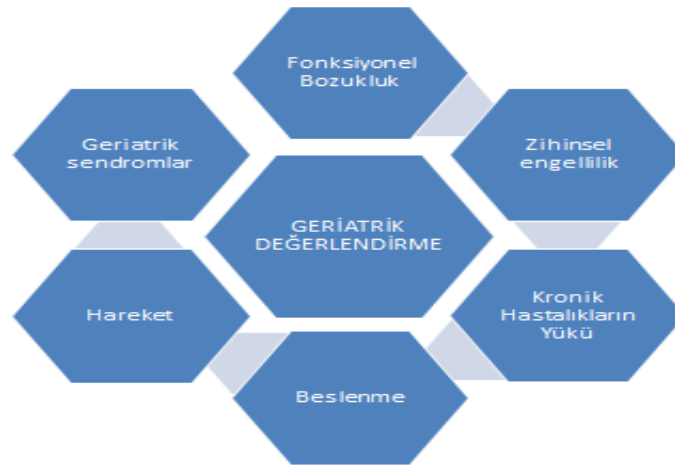 Fonksiyonel
Bozukluk
Geriatrik
sendromlar
Zihinsel
engellilik
GERİATRİK
DEĞERLENDİRME
Hareket
Kronik
Hastalıkların
Yükü
Beslenme